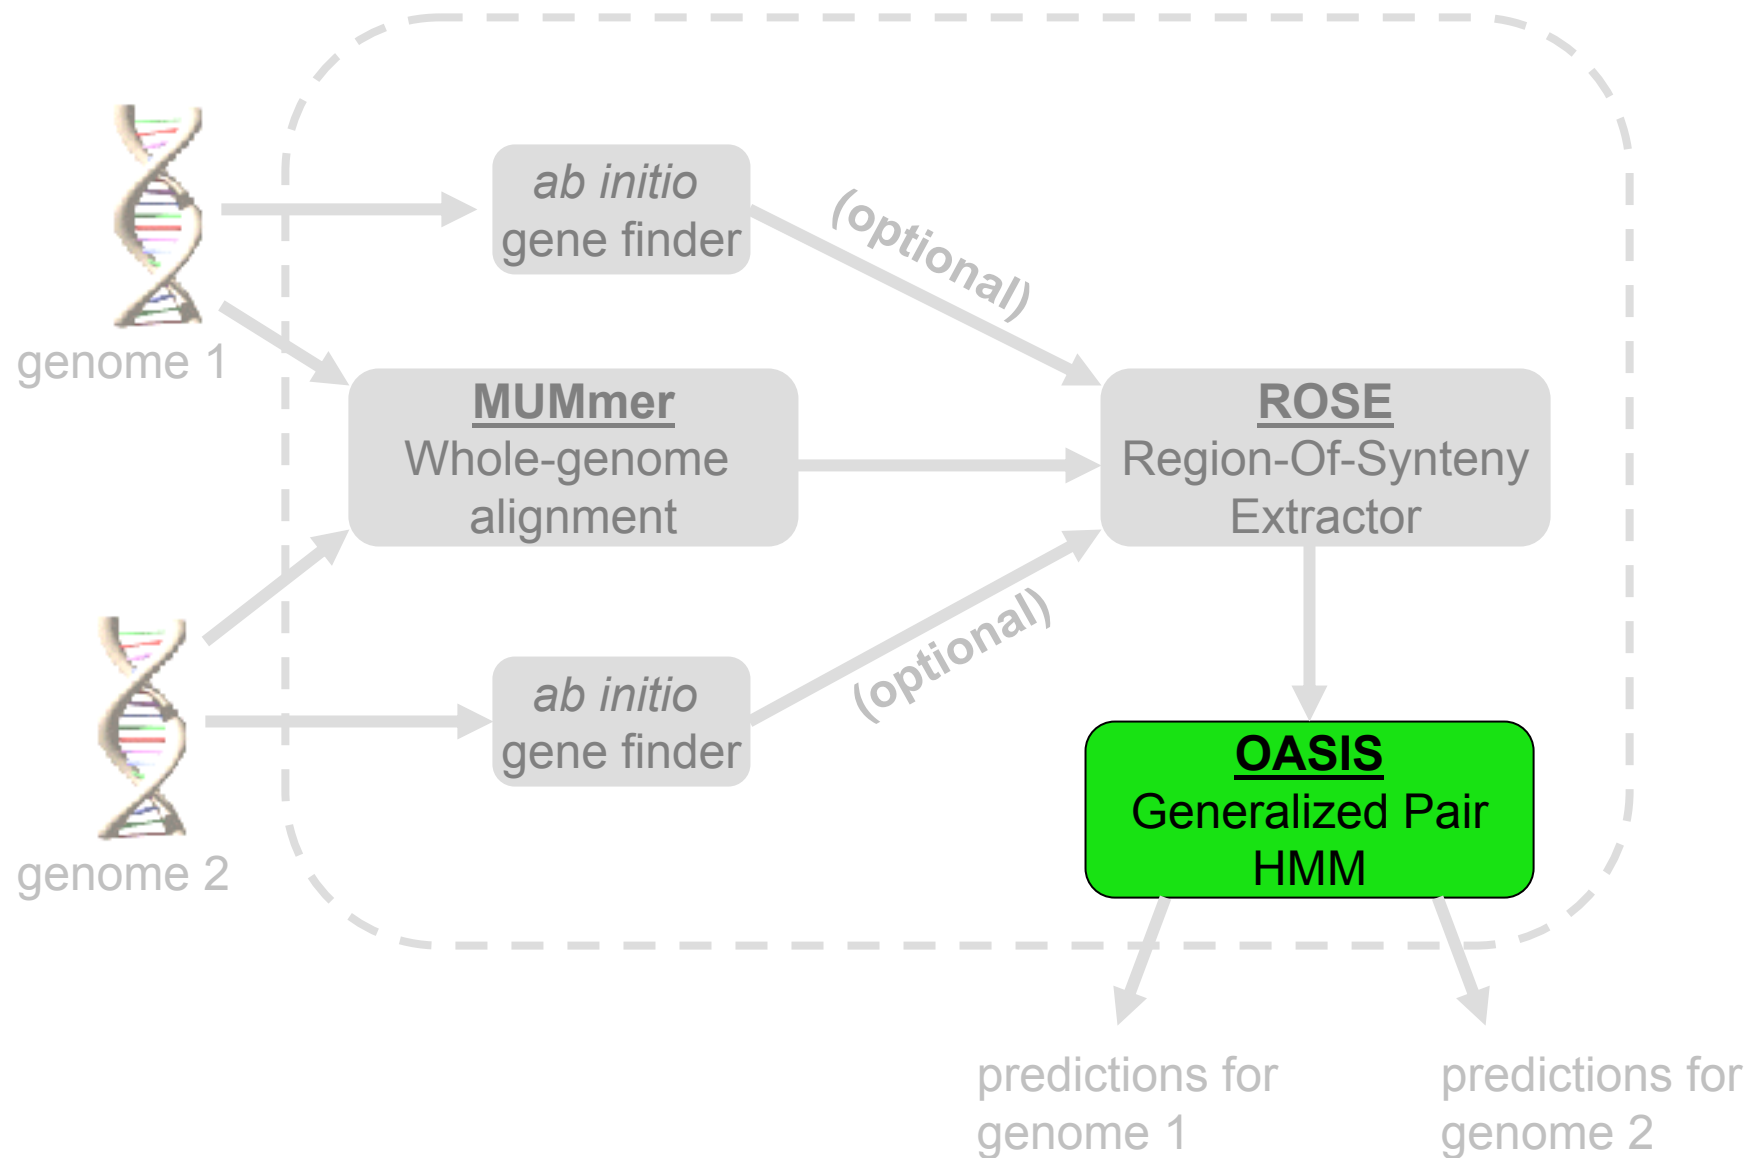 ab initio
gene finder
(optional)
genome 1
MUMmer
Whole-genome
alignment
ROSE
Region-Of-Synteny
Extractor
(optional)
ab initio
gene finder
genome 2
OASIS
Generalized Pair
HMM
predictions for
genome 1
predictions for
genome 2